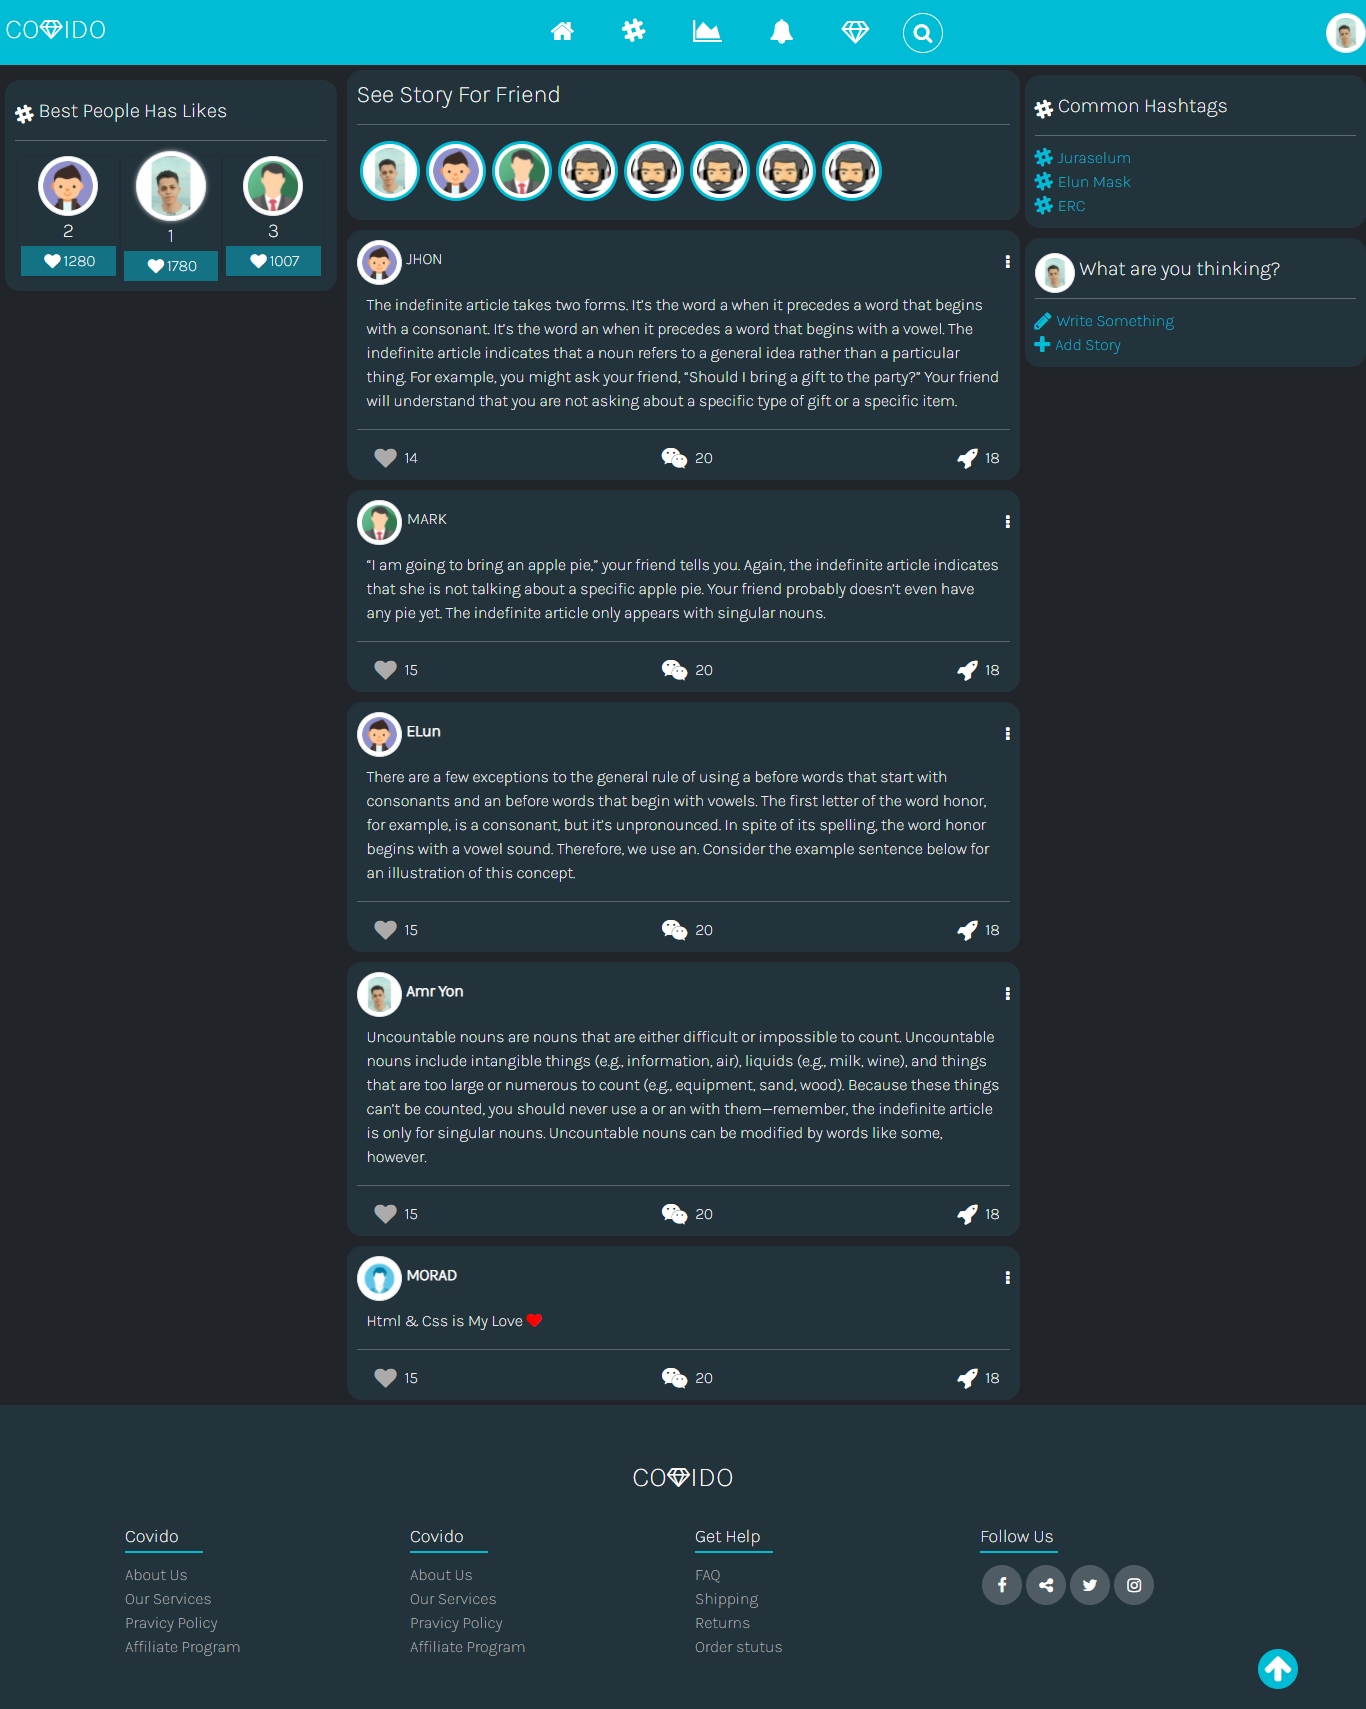 CO IDO
Best People Has Likes
2
1
3
1280
1780
1007
See Story For Friend
JHON
The indefinite article takes two forms. It's the word a when it precedes a word that begins
with a consonant. It's the word an when it precedes a word that begins with a vowel. The
indefinite article indicates that a noun refers to a general idea rather than a particular
thing. For example, you might ask your friend, “Should I bring a gift to the party?” Your friend
will understand that you are not asking about a specific type of gift or a specific item.
14
20
18
MARK
“I am going to bring an apple pie,” your friend tells you. Again, the indefinite article indicates
that she is not talking about a specific apple pie. Your friend probably doesn't even have
any pie yet. The indefinite article only appears with singular nouns.
15
20
18
ELun
There are a few exceptions to the general rule of using a before words that start with
consonants and an before words that begin with vowels. The first letter of the word honor,
for example, is a consonant, but it's unpronounced. In spite of its spelling, the word honor
begins with a vowel sound. Therefore, we use an. Consider the example sentence below for
an illustration of this concept.
15
20
18
Amr Yon
Uncountable nouns are nouns that are either difficult or impossible to count. Uncountable
nouns include intangible things (e.g., information, air), liquids (e.g., milk, wine), and things
that are too large or numerous to count (e.g., equipment, sand, wood). Because these things
can't be counted, you should never use a or an with them—remember, the indefinite article
is only for singular nouns. Uncountable nouns can be modified by words like some,
however.
15
20
18
MORAD
Html & Css is My Love
15
20
18
Common Hashtags
Juraselum
Elun Mask
ERC
What are you thinking?
Write Something
Add Story
CO IDO
Covido
About Us
Our Services
Pravicy Policy
Affiliate Program
Covido
About Us
Our Services
Pravicy Policy
Affiliate Program
Get Help
FAQ
Shipping
Returns
Order stutus
Follow Us